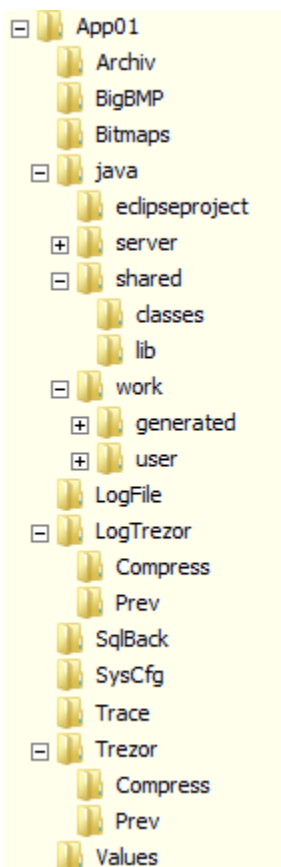 App01
Archiv
BigBMP
Bitmaps
java
eclipseproject
server
shared
classes
lib
work
generated
user
LogFile
LogTrezor
Compress
Prev
SqlBack
SysCfg
Trace
Trezor
Compress
Prev
Values